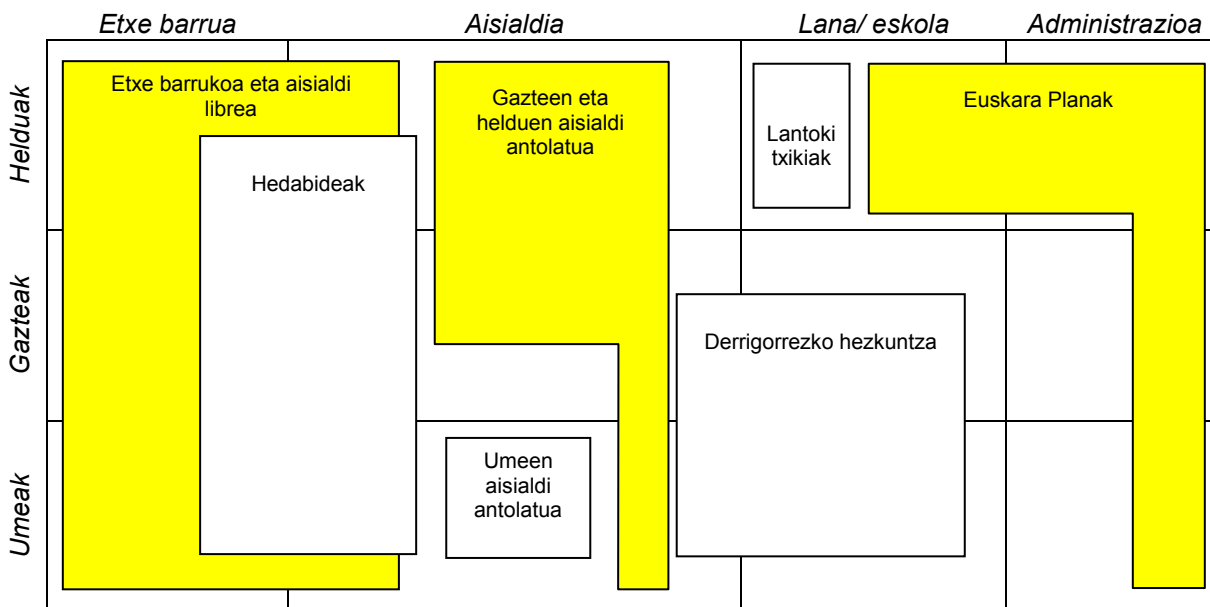 Etxe barrua
Aisialdia
Lana/ eskola
Administrazioa
Helduak
Etxe barrukoa eta aisialdi
librea
Hedabideak
Gazteen eta
helduen aisialdi
antolatua
Lantoki
txikiak
Euskara Planak
Gazteak
Derrigorrezko hezkuntza
Umeak
Umeen
aisialdi
antolatua